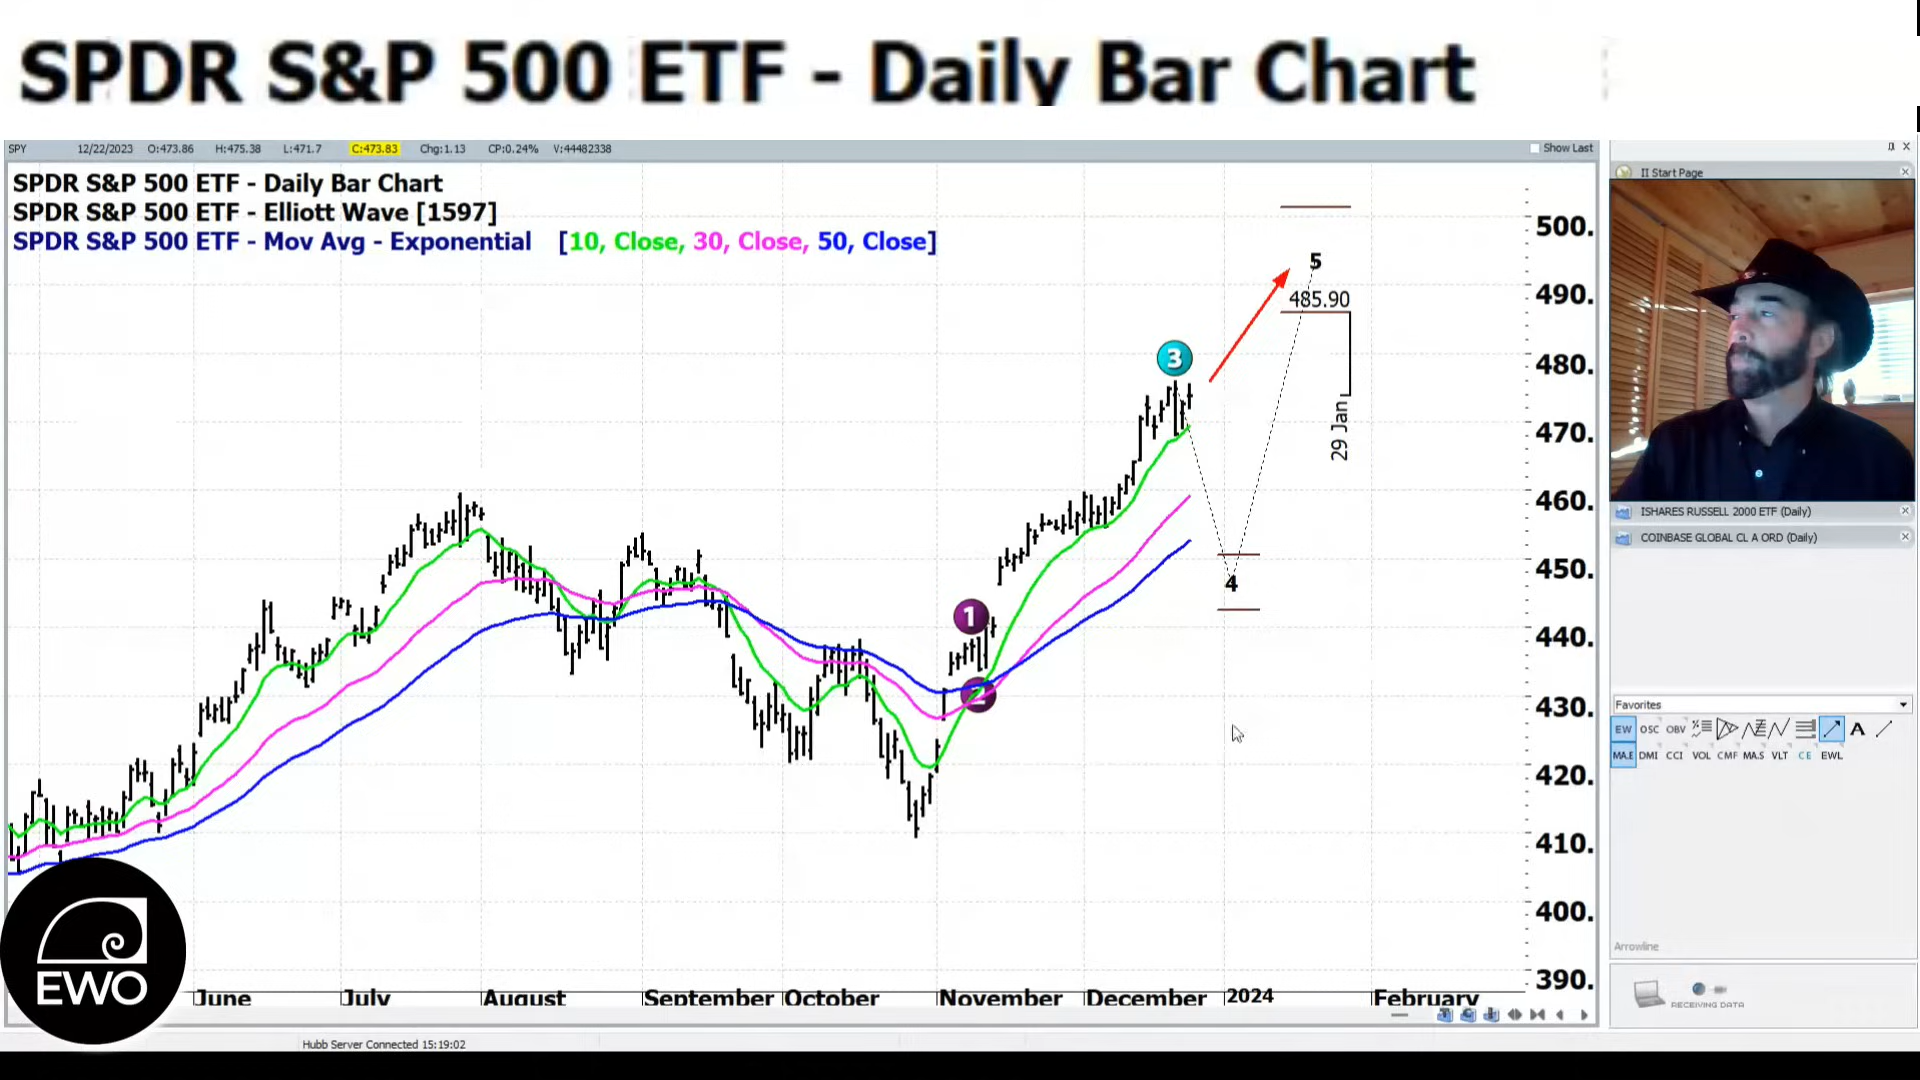 SPDR S&P 500 ETF - Daily Bar Chart
SPY 12/22/2023 O:473.86 H:475.38 L:471.7 C:473.83 Chg:1.13 CP:0.24% V:44482338 Show Last
II Start Page
SPDR S&P 500 ETF - Daily Bar Chart
SPDR S&P 500 ETF - Elliott Wave [1597]
SPDR S&P 500 ETF - Mov Avg - Exponential [10, Close, 30, Close, 50, Close]
500.
490.
480.
470.
460.
450.
440.
430.
420.
410.
400.
390.
5
485.90
3
29 Jan
4
1
2
ISHARES RUSSELL 2000 ETF (Daily)
COINBASE GLOBAL CL A ORD (Daily)
Favorites
EW OSC OBV A
MA.E DMI CCI VOL CMF MA.S VLT CE EWL
Arrowline
RECEIVING DATA
EWO
June July August September October November December 2024 February
Hubb Server Connected 15:19:02